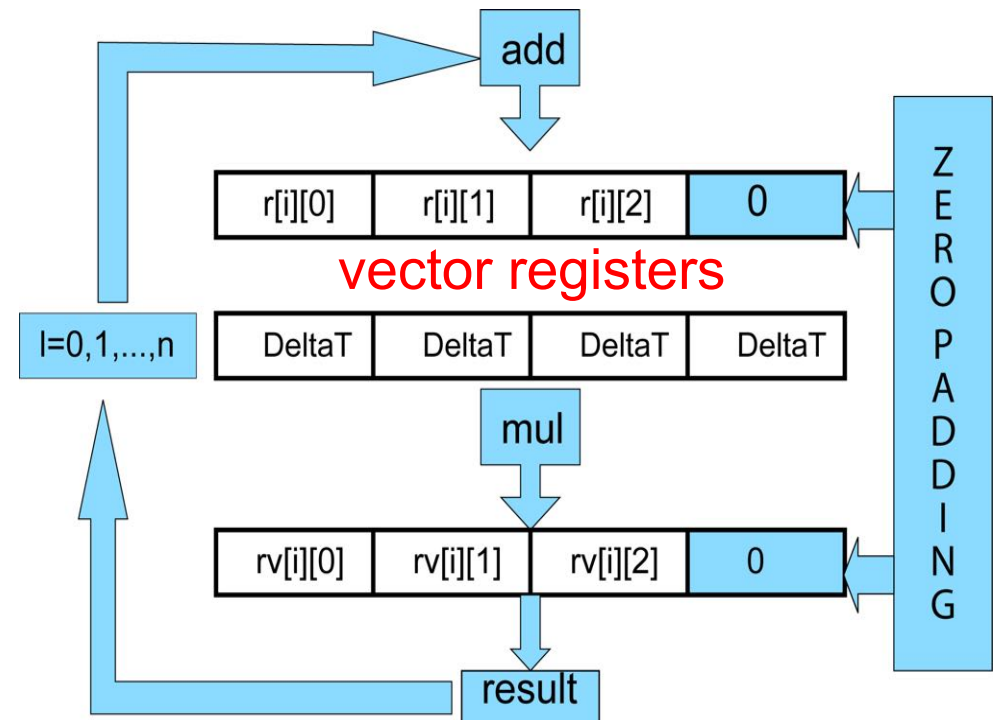 add
r[i][0] r[i][1] r[i][2] 0
vector registers
I=0,1,...,n
DeltaT DeltaT DeltaT DeltaT
mul
rv[i][0] rv[i][1] rv[i][2] 0
result
ZERO PADDING